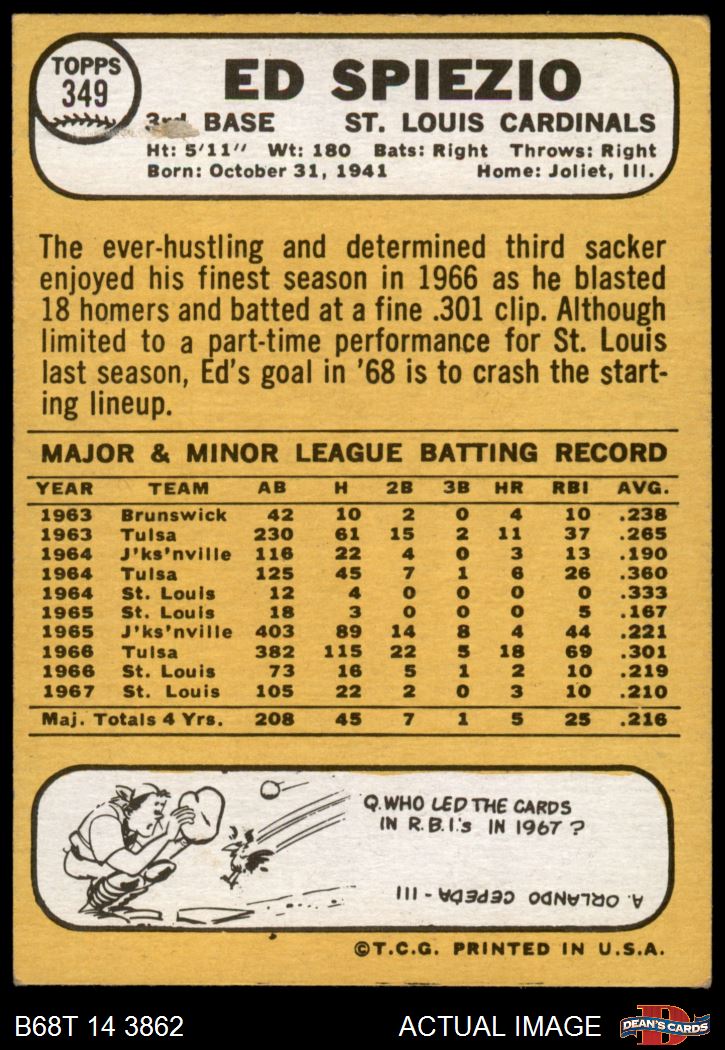 TOPPS
349
ED SPIEZIO
3rd BASE ST. LOUIS CARDINALS
Ht: 5'11" Wt: 180 Bats: Right Throws: Right
Born: October 31, 1941 Home: Joliet, Ill.
The ever-hustling and determined third sacker
enjoyed his finest season in 1966 as he blasted
18 homers and batted at a fine .301 clip. Although
limited to a part-time performance for St. Louis
last season, Ed's goal in '68 is to crash the start-
ing lineup.
MAJOR & MINOR LEAGUE BATTING RECORD
YEAR TEAM AB H 2B 3B HR RBI AVG.
1963 Brunswick 42 10 2 0 4 10 .238
1963 Tulsa 230 61 15 2 11 37 .265
1964 J'ks'nville 116 22 4 0 3 13 .190
1964 Tulsa 125 45 7 1 6 26 .360
1964 St. Louis 12 4 0 0 0 0 .333
1965 St. Louis 18 3 0 0 0 5 .167
1965 J'ks'nville 403 89 14 8 4 44 .221
1966 Tulsa 382 115 22 5 18 69 .301
1966 St. Louis 73 16 5 1 2 10 .219
1967 St. Louis 105 22 2 0 3 10 .210
Maj. Totals 4 Yrs. 208 45 7 1 5 25 .216
Q. WHO LED THE CARDS
IN R.B.I.'s IN 1967 ?
A. ORLANDO CEPEDA - 111
©T.C.G. PRINTED IN U.S.A.
B68T 14 3862 ACTUAL IMAGE
D
DEAN'S CARDS